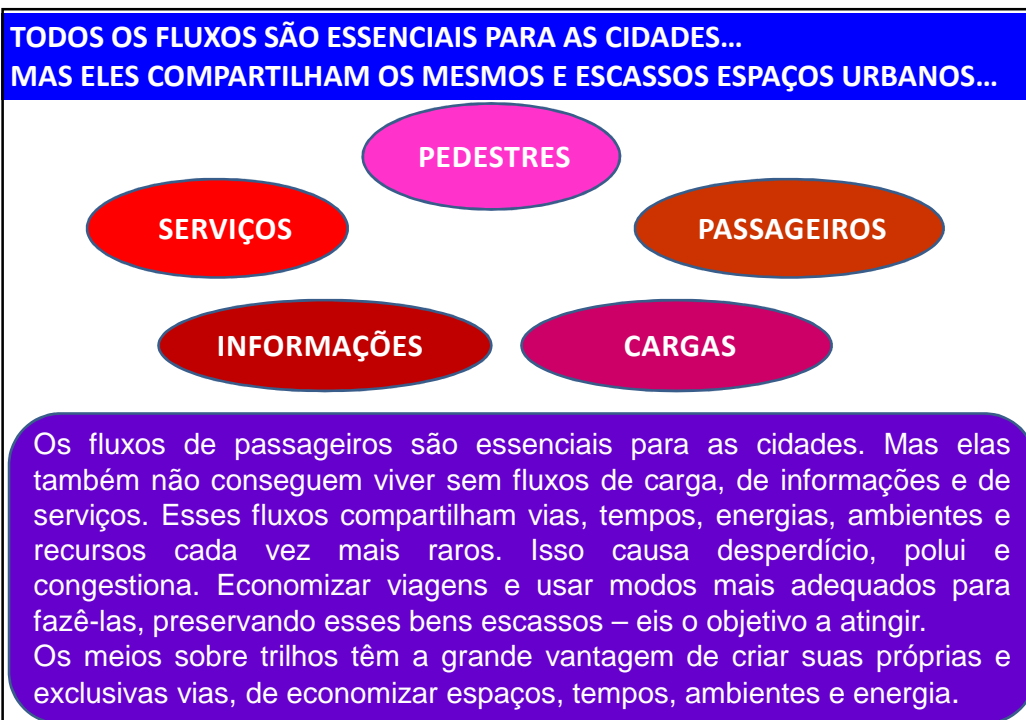 TODOS OS FLUXOS SÃO ESSENCIAIS PARA AS CIDADES...
MAS ELES COMPARTILHAM OS MESMOS E ESCASSOS ESPAÇOS URBANOS...
PEDESTRES
SERVIÇOS
PASSAGEIROS
INFORMAÇÕES
CARGAS
Os fluxos de passageiros são essenciais para as cidades. Mas elas
também não conseguem viver sem fluxos de carga, de informações e de
serviços. Esses fluxos compartilham vias, tempos, energias, ambientes e
recursos cada vez mais raros. Isso causa desperdício, polui e
congestiona. Economizar viagens e usar modos mais adequados para
fazê-las, preservando esses bens escassos – eis o objetivo a atingir.
Os meios sobre trilhos têm a grande vantagem de criar suas próprias e
exclusivas vias, de economizar espaços, tempos, ambientes e energia.